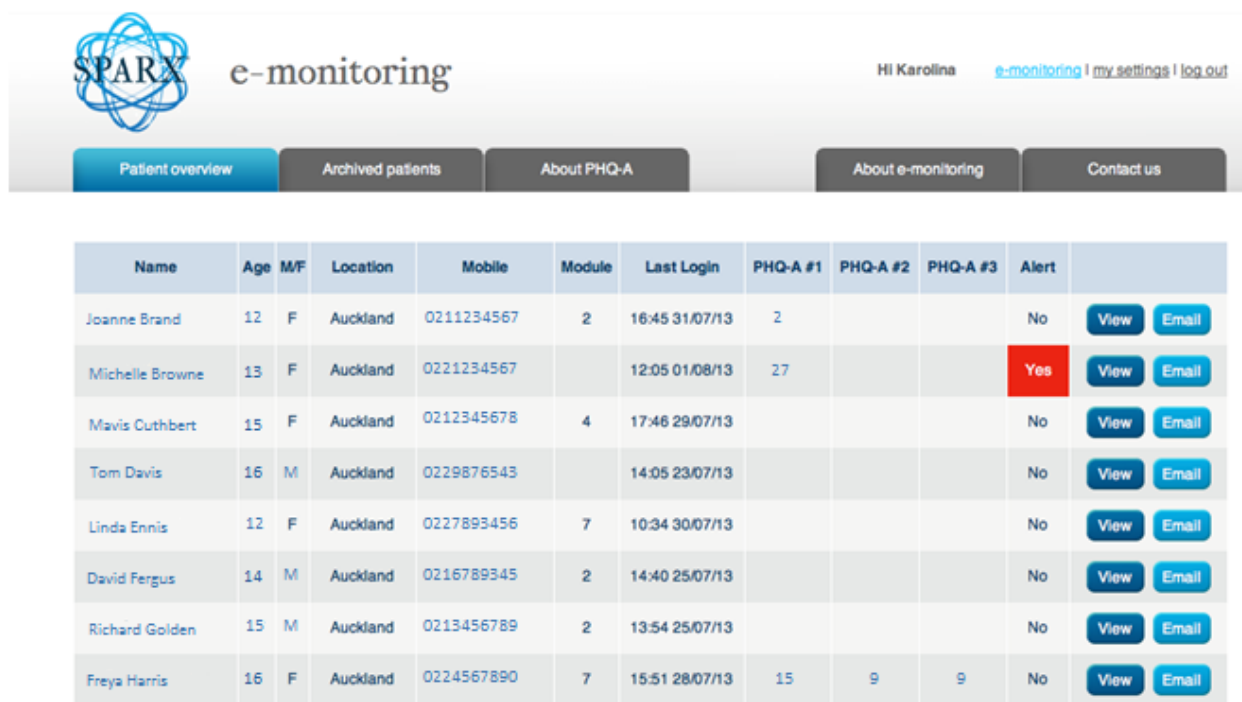 SPARX e-monitoring Hi Karolina e-monitoring | my settings | log out
Patient overview Archived patients About PHQ-A About e-monitoring Contact us
Name Age M/F Location Mobile Module Last Login PHQ-A #1 PHQ-A #2 PHQ-A #3 Alert
Joanne Brand 12 F Auckland 0211234567 2 16:45 31/07/13 2 No View Email
Michelle Browne 13 F Auckland 0221234567 12:05 01/08/13 27 Yes View Email
Mavis Cuthbert 15 F Auckland 0212345678 4 17:46 29/07/13 No View Email
Tom Davis 16 M Auckland 0229876543 14:05 23/07/13 No View Email
Linda Ennis 12 F Auckland 0227893456 7 10:34 30/07/13 No View Email
David Fergus 14 M Auckland 0216789345 2 14:40 25/07/13 No View Email
Richard Golden 15 M Auckland 0213456789 2 13:54 25/07/13 No View Email
Freya Harris 16 F Auckland 0224567890 7 15:51 28/07/13 15 9 9 No View Email